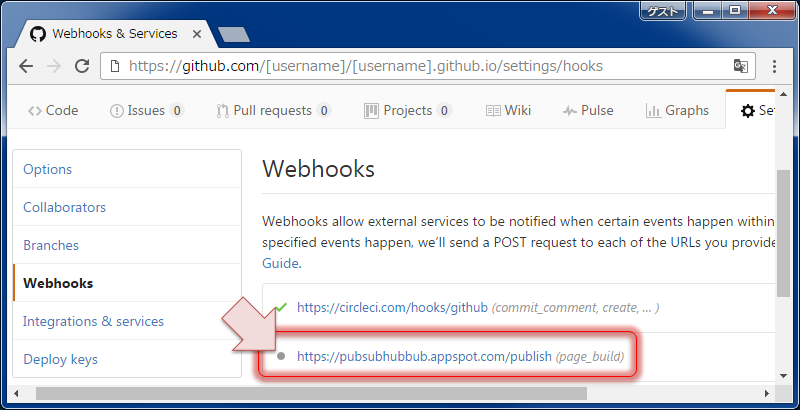 ゲスト
Webhooks & Services
https://github.com/[username]/[username].github.io/settings/hooks
Code
Issues 0
Pull requests 0
Projects 0
Wiki
Pulse
Graphs
Se
Options
Collaborators
Branches
Webhooks
Integrations & services
Deploy keys
Webhooks
Webhooks allow external services to be notified when certain events happen within
specified events happen, we'll send a POST request to each of the URLs you provide
Guide.
https://circleci.com/hooks/github (commit_comment, create, … )
https://pubsubhubbub.appspot.com/publish (page_build)